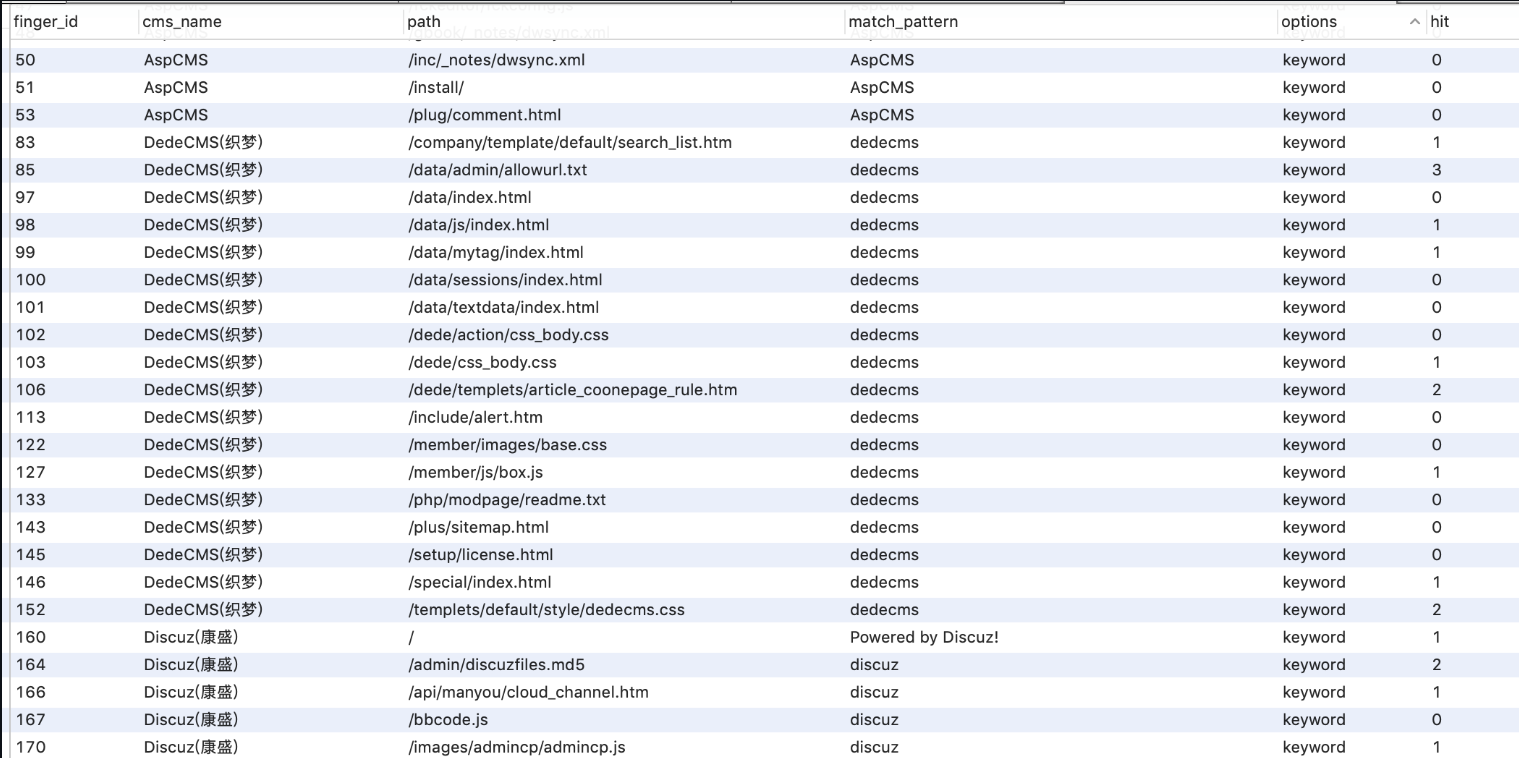 finger_id cms_name path match_pattern options hit
50 AspCMS /inc/_notes/dwsync.xml AspCMS keyword 0
51 AspCMS /install/ AspCMS keyword 0
53 AspCMS /plug/comment.html AspCMS keyword 0
83 DedeCMS(织梦) /company/template/default/search_list.htm dedecms keyword 1
85 DedeCMS(织梦) /data/admin/allowurl.txt dedecms keyword 3
97 DedeCMS(织梦) /data/index.html dedecms keyword 0
98 DedeCMS(织梦) /data/js/index.html dedecms keyword 1
99 DedeCMS(织梦) /data/mytag/index.html dedecms keyword 1
100 DedeCMS(织梦) /data/sessions/index.html dedecms keyword 0
101 DedeCMS(织梦) /data/textdata/index.html dedecms keyword 0
102 DedeCMS(织梦) /dede/action/css_body.css dedecms keyword 0
103 DedeCMS(织梦) /dede/css_body.css dedecms keyword 1
106 DedeCMS(织梦) /dede/templets/article_coonepage_rule.htm dedecms keyword 2
113 DedeCMS(织梦) /include/alert.htm dedecms keyword 0
122 DedeCMS(织梦) /member/images/base.css dedecms keyword 0
127 DedeCMS(织梦) /member/js/box.js dedecms keyword 1
133 DedeCMS(织梦) /php/modpage/readme.txt dedecms keyword 0
143 DedeCMS(织梦) /plus/sitemap.html dedecms keyword 0
145 DedeCMS(织梦) /setup/license.html dedecms keyword 0
146 DedeCMS(织梦) /special/index.html dedecms keyword 1
152 DedeCMS(织梦) /templets/default/style/dedecms.css dedecms keyword 2
160 Discuz(康盛) / Powered by Discuz! keyword 1
164 Discuz(康盛) /admin/discuzfiles.md5 discuz keyword 2
166 Discuz(康盛) /api/manyou/cloud_channel.htm discuz keyword 1
167 Discuz(康盛) /bbcode.js discuz keyword 0
170 Discuz(康盛) /images/admincp/admincp.js discuz keyword 1